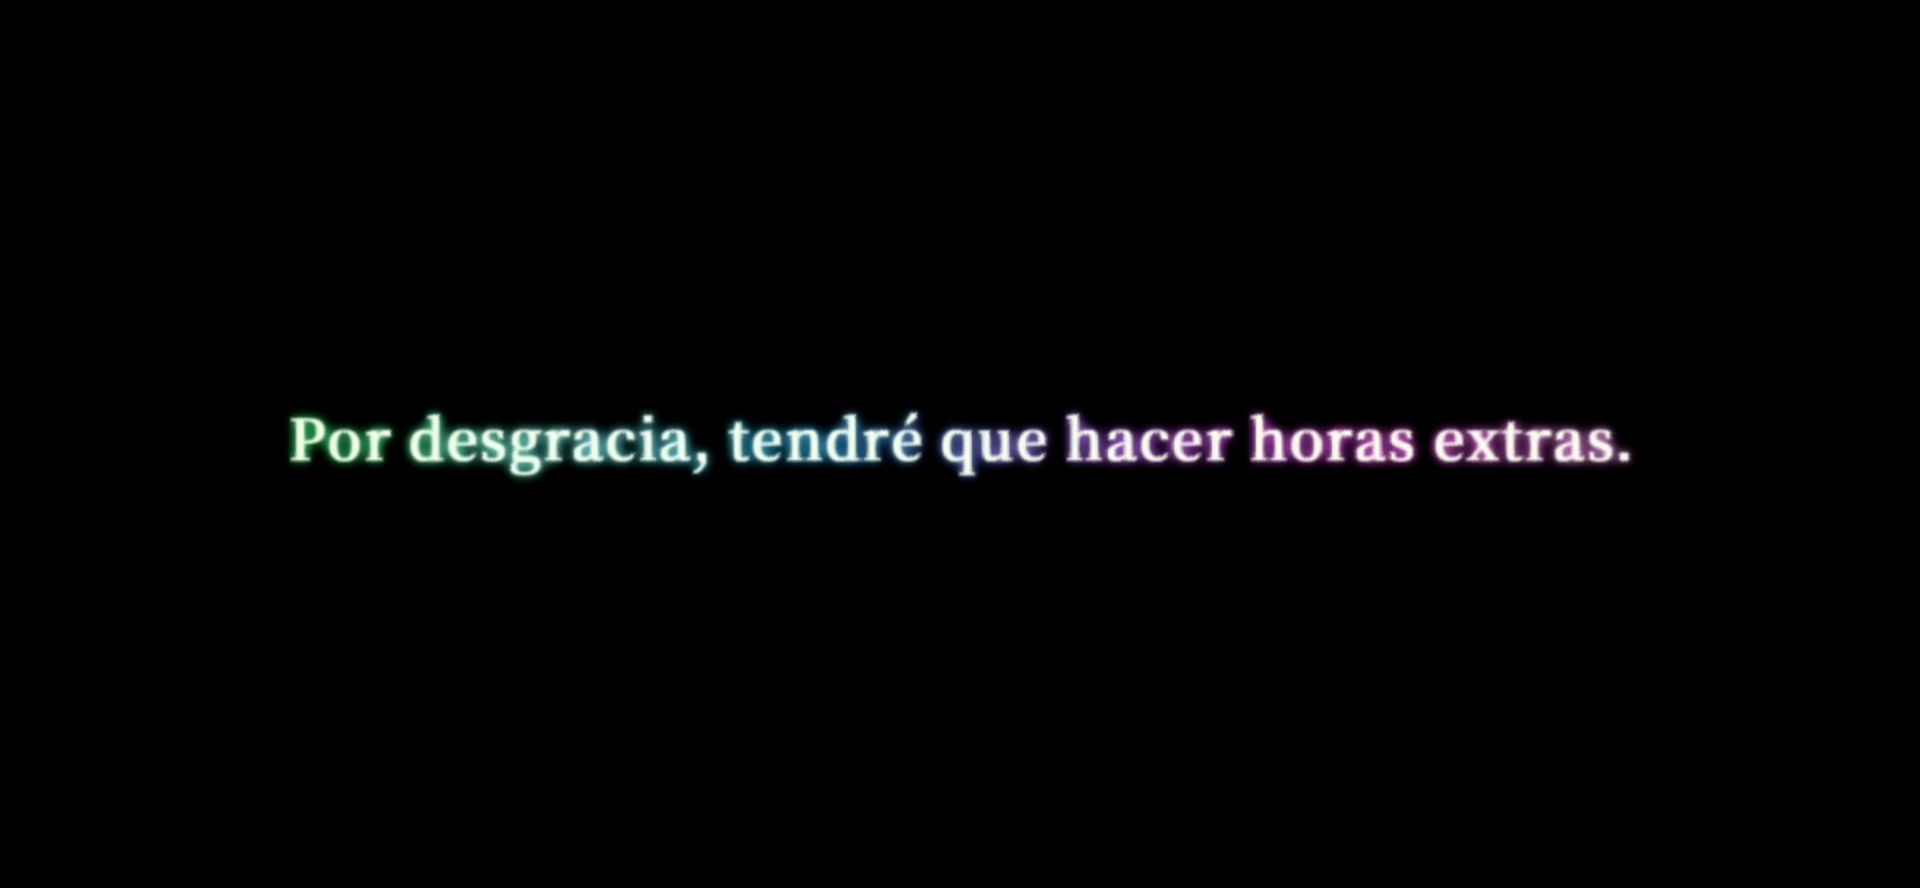 Por desgracia, tendré que hacer horas extras.